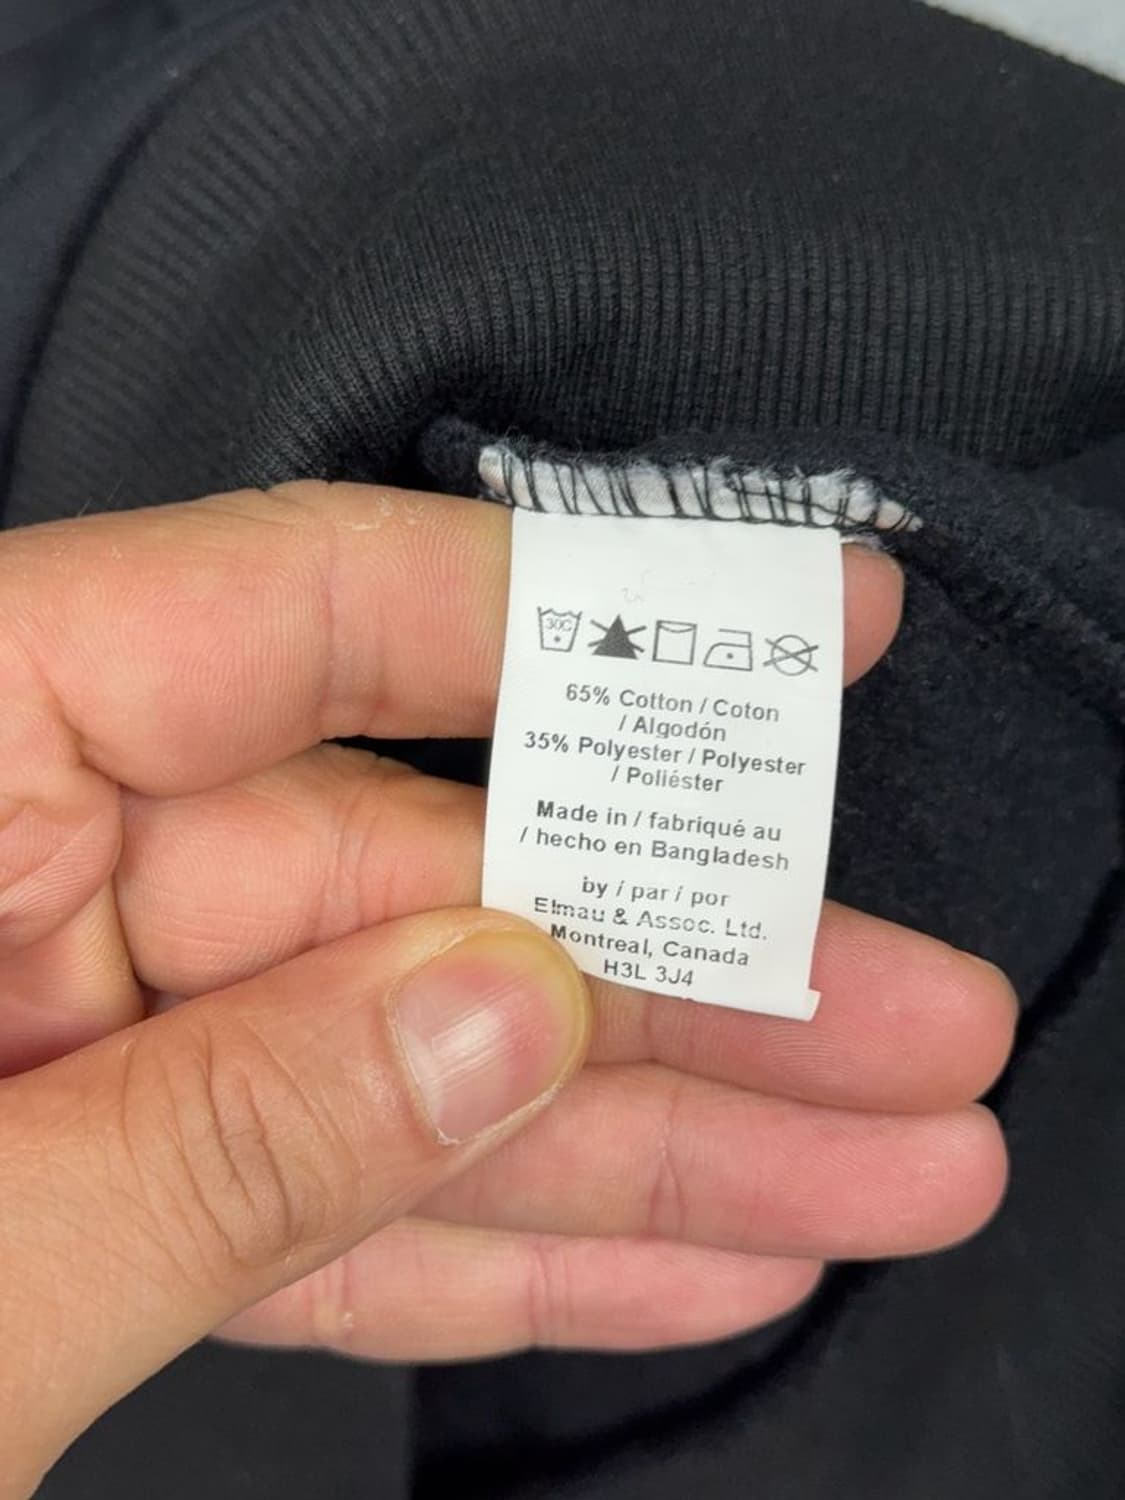 30C
65% Cotton / Coton
/ Algodón
35% Polyester / Polyester
/ Poliéster
Made in / fabriqué au
/ hecho en Bangladesh
by / par / por
Elmau & Assoc. Ltd.
Montreal, Canada
H3L 3J4